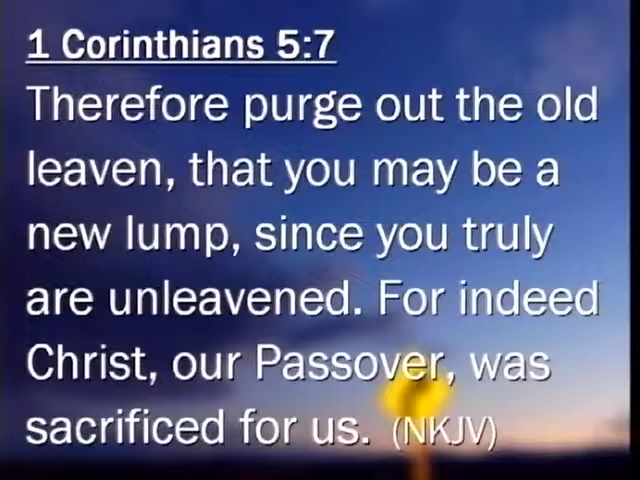 1 Corinthians 5:7
Therefore purge out the old
leaven, that you may be a
new lump, since you truly
are unleavened. For indeed
Christ, our Passover, was
sacrificed for us. (NKJV)